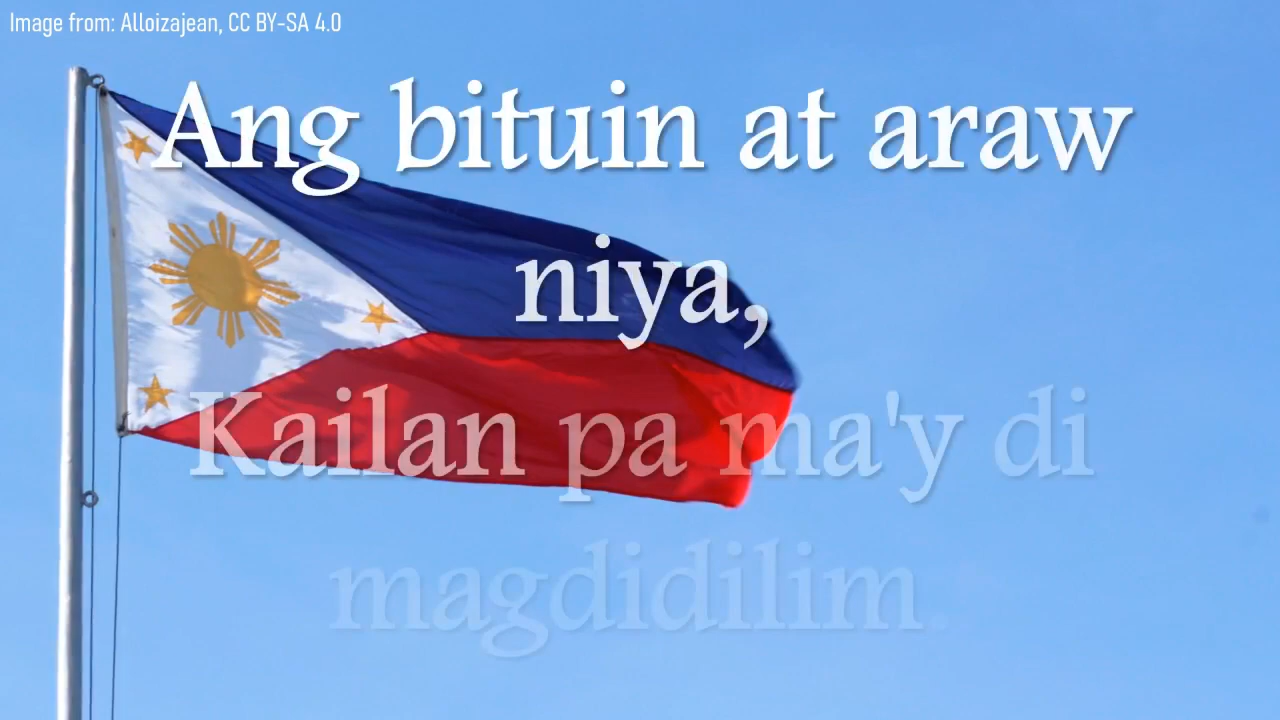 Image from: Alloizajean, CC BY-SA 4.0
Ang bituin at araw
niya,
Kailan pa ma'y di
magdidilim.